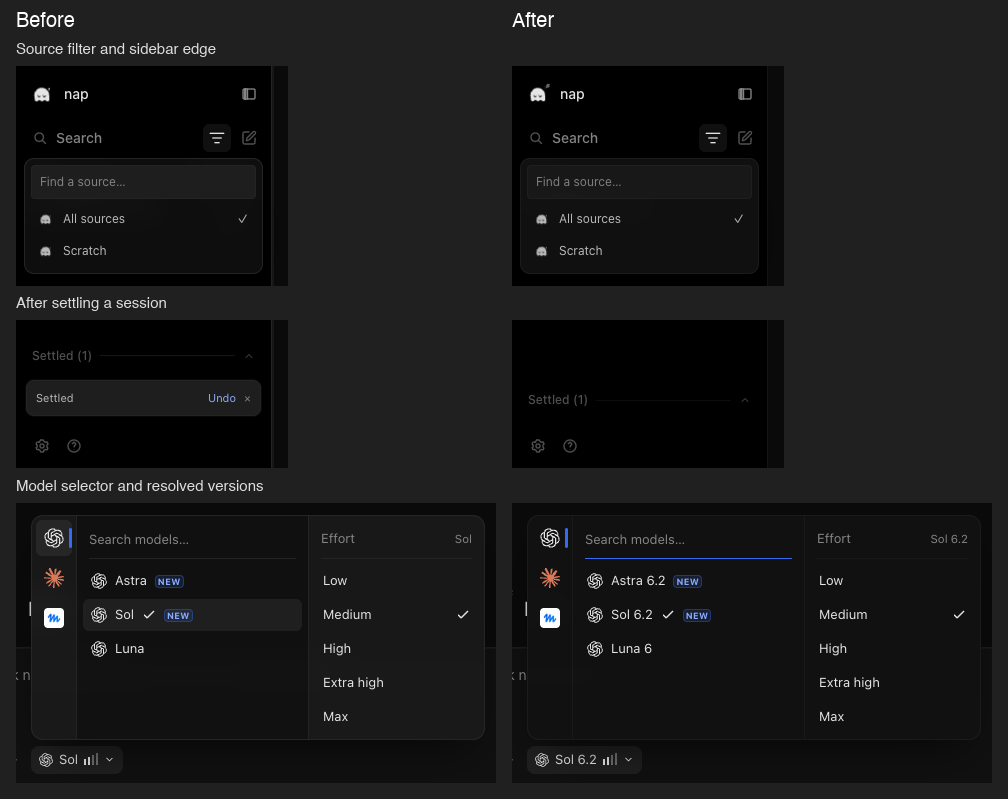 Before
After
Source filter and sidebar edge
nap
Search
Find a source...
All sources
Scratch
nap
Search
Find a source...
All sources
Scratch
After settling a session
Settled (1)
Settled Undo ×
Settled (1)
Model selector and resolved versions
Search models...
Astra NEW
Sol NEW
Luna
Effort Sol
Low
Medium
High
Extra high
Max
Sol
Search models...
Astra 6.2 NEW
Sol 6.2 NEW
Luna 6
Effort Sol 6.2
Low
Medium
High
Extra high
Max
Sol 6.2